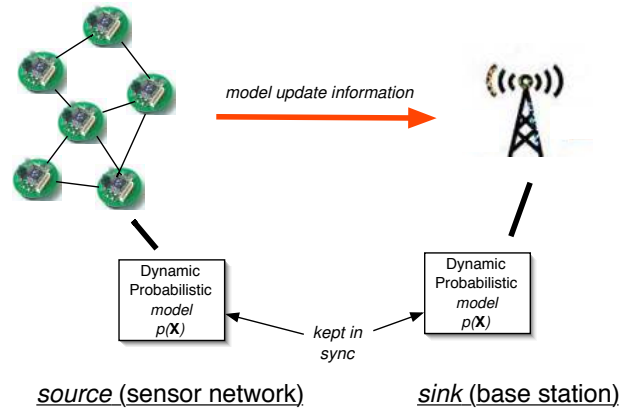 model update information
Dynamic
Probabilistic
model
p(X)
Dynamic
Probabilistic
model
p(X)
kept in
sync
source (sensor network)
sink (base station)